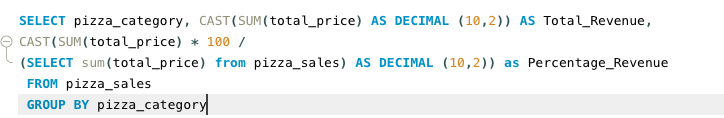 SELECT pizza_category, CAST(SUM(total_price) AS DECIMAL (10,2)) AS Total_Revenue,
CAST(SUM(total_price) * 100 /
(SELECT sum(total_price) from pizza_sales) AS DECIMAL (10,2)) as Percentage_Revenue
FROM pizza_sales
GROUP BY pizza_category